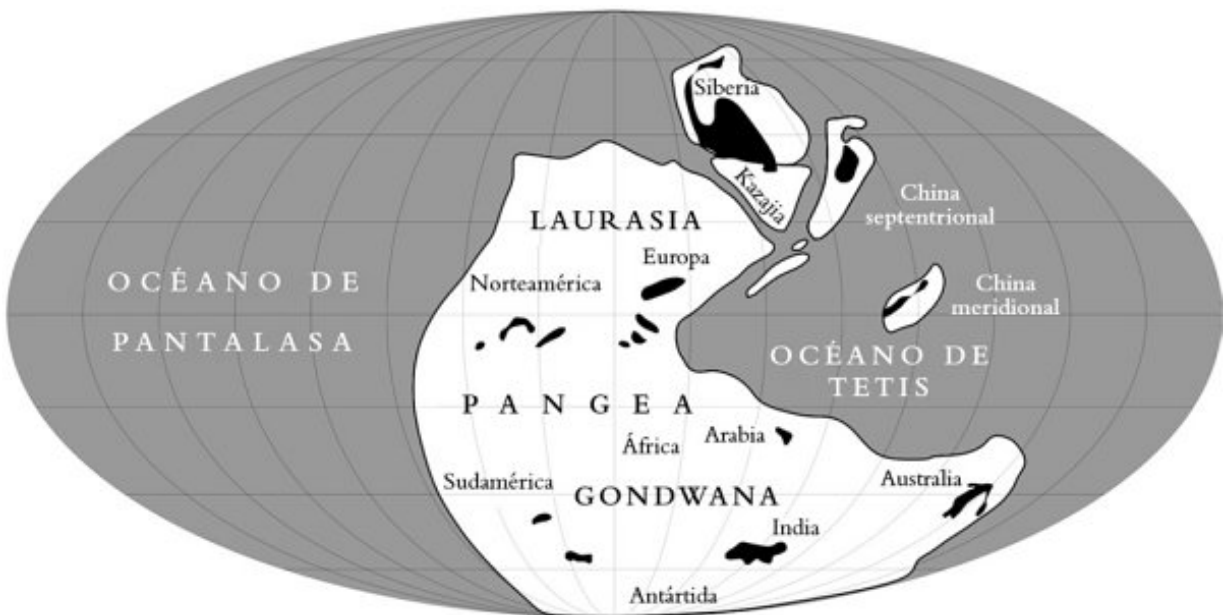 Siberia
Kazajia
China
septentrional
LAURASIA
Europa
Norteamérica
China
meridional
OCÉANO DE
PANTALASA
OCÉANO DE
TETIS
PANGEA
África
Arabia
Sudamérica
GONDWANA
Australia
India
Antártida